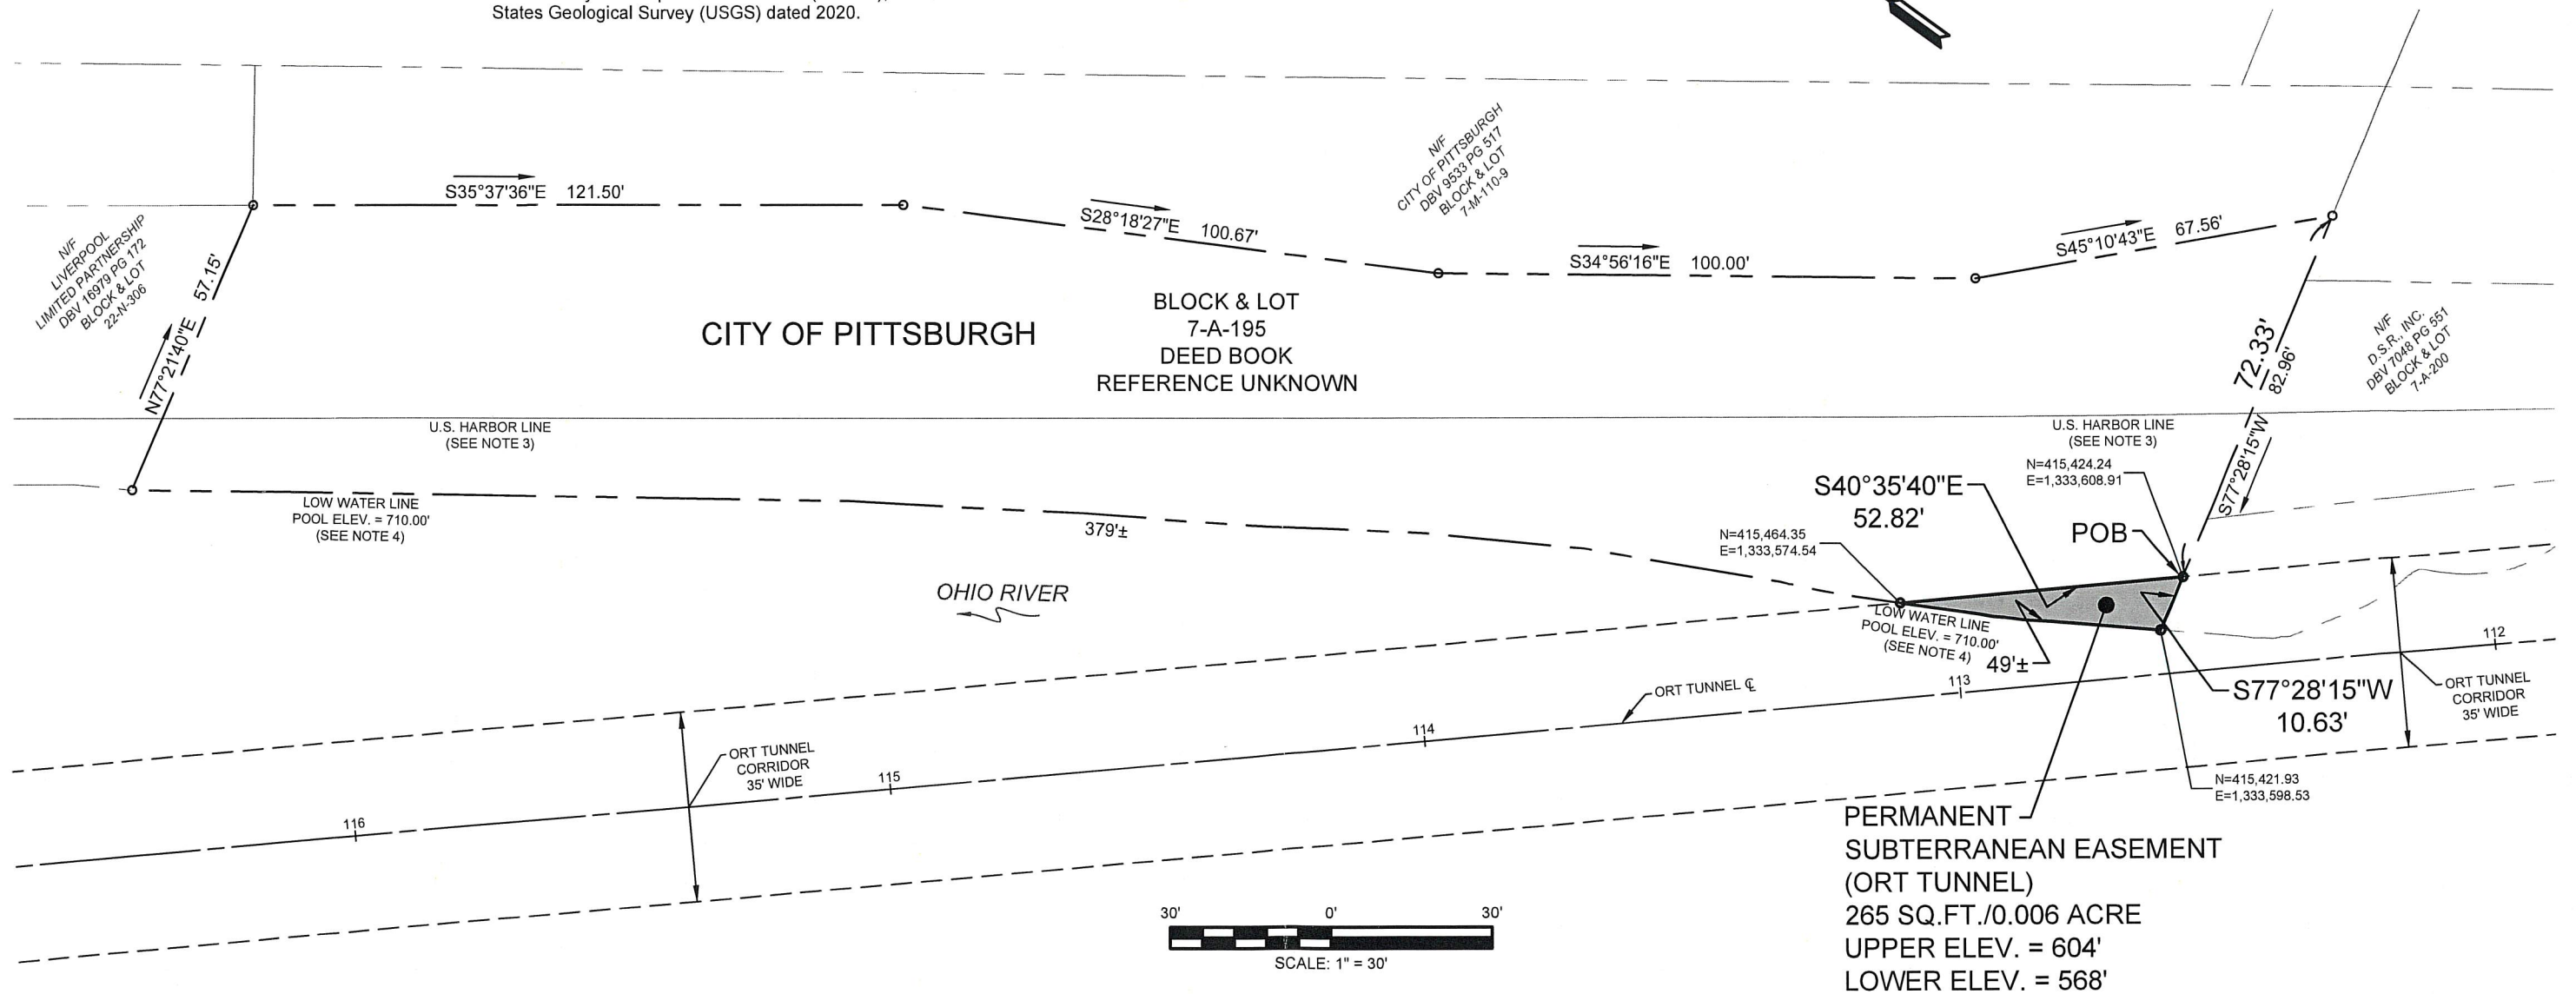 States Geological Survey (USGS) dated 2020.
S35°37'36"E 121.50'
N/F
LIVERPOOL
LIMITED PARTNERSHIP
DBV 16979 PG 172
BLOCK & LOT
22-N-306
N77°21'40"E 57.15'
S28°18'27"E 100.67'
N/F
CITY OF PITTSBURGH
DBV 9533 PG 517
BLOCK & LOT
7-M-110-9
S34°56'16"E 100.00'
S45°10'43"E 67.56'
CITY OF PITTSBURGH
BLOCK & LOT
7-A-195
DEED BOOK
REFERENCE UNKNOWN
72.33'
82.96'
S77°28'15"W
N/F
D.S.R., INC.
DBV 7048 PG 551
BLOCK & LOT
7-A-200
U.S. HARBOR LINE
(SEE NOTE 3)
U.S. HARBOR LINE
(SEE NOTE 3)
N=415,424.24
E=1,333,608.91
LOW WATER LINE
POOL ELEV. = 710.00'
(SEE NOTE 4)
379'±
S40°35'40"E
52.82'
N=415,464.35
E=1,333,574.54
POB
OHIO RIVER
LOW WATER LINE
POOL ELEV. = 710.00'
(SEE NOTE 4)
49'±
112
ORT TUNNEL ℄
113
S77°28'15"W
10.63'
ORT TUNNEL
CORRIDOR
35' WIDE
114
ORT TUNNEL
CORRIDOR
35' WIDE
115
116
N=415,421.93
E=1,333,598.53
PERMANENT
SUBTERRANEAN EASEMENT
(ORT TUNNEL)
265 SQ.FT./0.006 ACRE
UPPER ELEV. = 604'
LOWER ELEV. = 568'
30' 0' 30'
SCALE: 1" = 30'